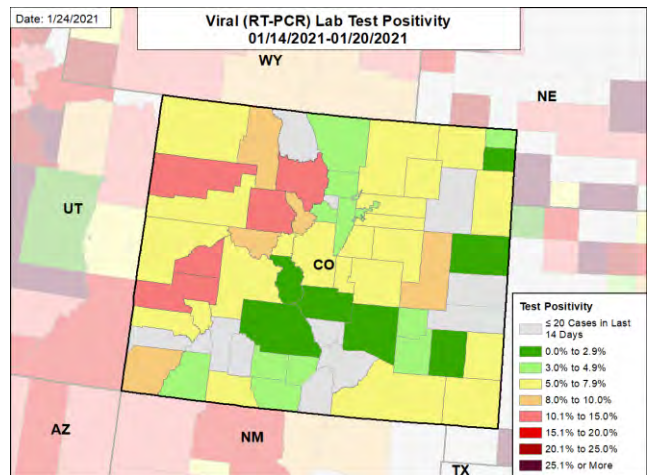 Date: 1/24/2021
Viral (RT-PCR) Lab Test Positivity
01/14/2021-01/20/2021
WY
NE
UT
CO
AZ
NM
TX
Test Positivity
≤ 20 Cases in Last
14 Days
0.0% to 2.9%
3.0% to 4.9%
5.0% to 7.9%
8.0% to 10.0%
10.1% to 15.0%
15.1% to 20.0%
20.1% to 25.0%
25.1% or More